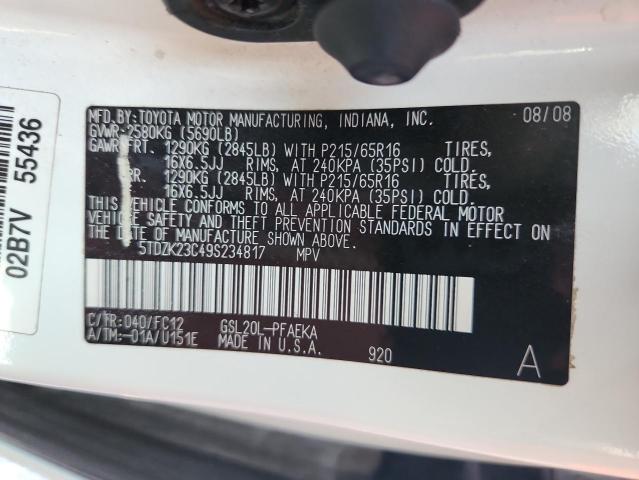 MFD.BY:TOYOTA MOTOR MANUFACTURING, INDIANA, INC. 08/08
GVWR:2580KG (5690LB)
GAWR FRT. 1290KG (2845LB) WITH P215/65R16 TIRES,
16X6.5JJ RIMS, AT 240KPA (35PSI) COLD.
RR. 1290KG (2845LB) WITH P215/65R16 TIRES,
16X6.5JJ RIMS, AT 240KPA (35PSI) COLD.
THIS VEHICLE CONFORMS TO ALL APPLICABLE FEDERAL MOTOR
VEHICLE SAFETY AND THEFT PREVENTION STANDARDS IN EFFECT ON
THE DATE OF MANUFACTURE SHOWN ABOVE.
5TDZK23C49S234817 MPV
C/TR:040/FC12 GSL20L-PFAEKA
A/TM:-01A/U151E MADE IN U.S.A. 920 A
02B7V 55436